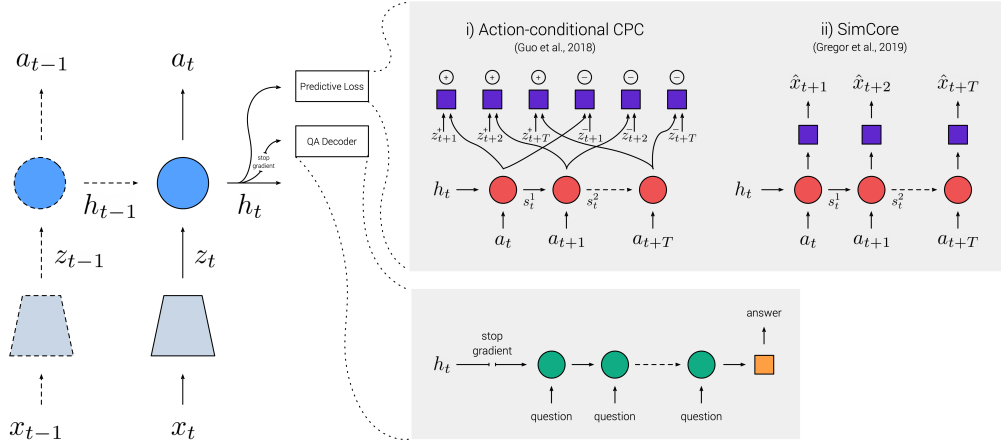 a_{t-1}
a_t
h_{t-1}
h_t
z_{t-1}
z_t
x_{t-1}
x_t
Predictive Loss
QA Decoder
stop
gradient
i) Action-conditional CPC
(Guo et al., 2018)
+ + + − − −
z^+_{t+1} z^+_{t+2} z^+_{t+T} z^-_{t+1} z^-_{t+2} z^-_{t+T}
h_t s^1_t s^2_t
a_t a_{t+1} a_{t+T}
ii) SimCore
(Gregor et al., 2019)
x̂_{t+1} x̂_{t+2} x̂_{t+T}
h_t s^1_t s^2_t
a_t a_{t+1} a_{t+T}
answer
stop
gradient
h_t
question question question